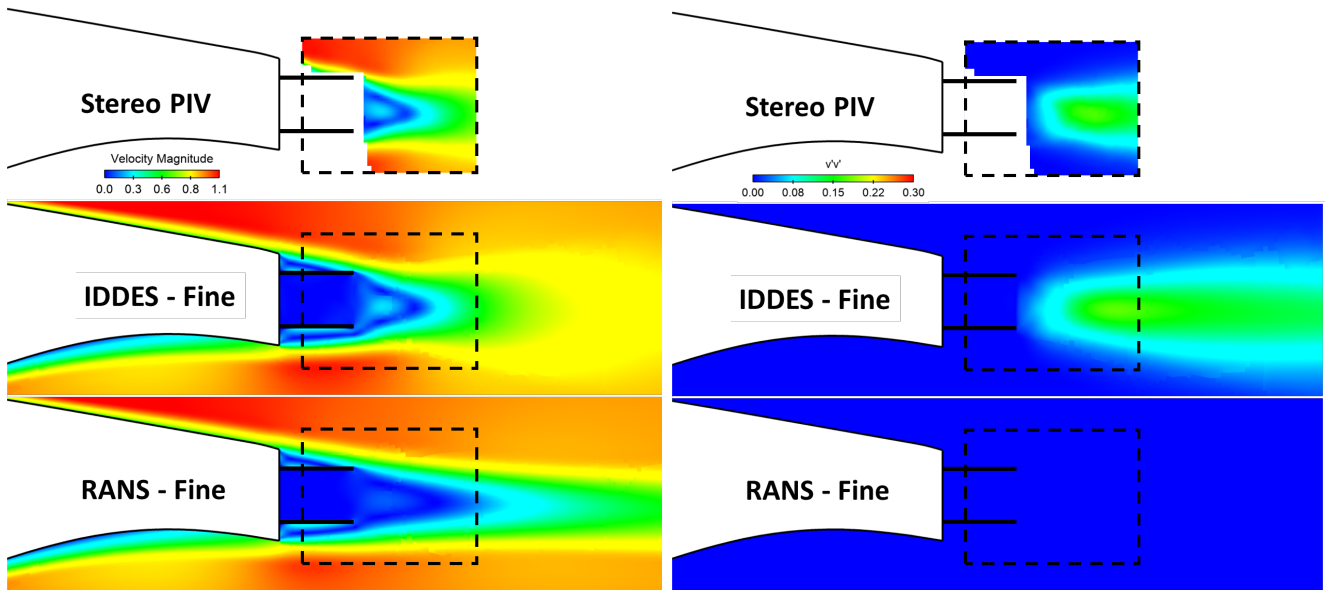 Stereo PIV
Velocity Magnitude
0.0 0.3 0.6 0.8 1.1
Stereo PIV
v'v'
0.00 0.08 0.15 0.22 0.30
IDDES - Fine
IDDES - Fine
RANS - Fine
RANS - Fine